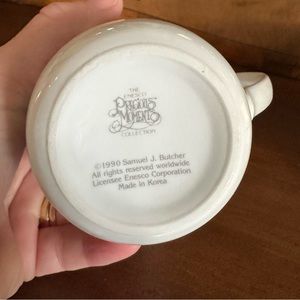 THE
ENESCO
PRECIOUS
MOMENTS
COLLECTION
©1990 Samuel J. Butcher
All rights reserved worldwide
Licensee Enesco Corporation
Made in Korea